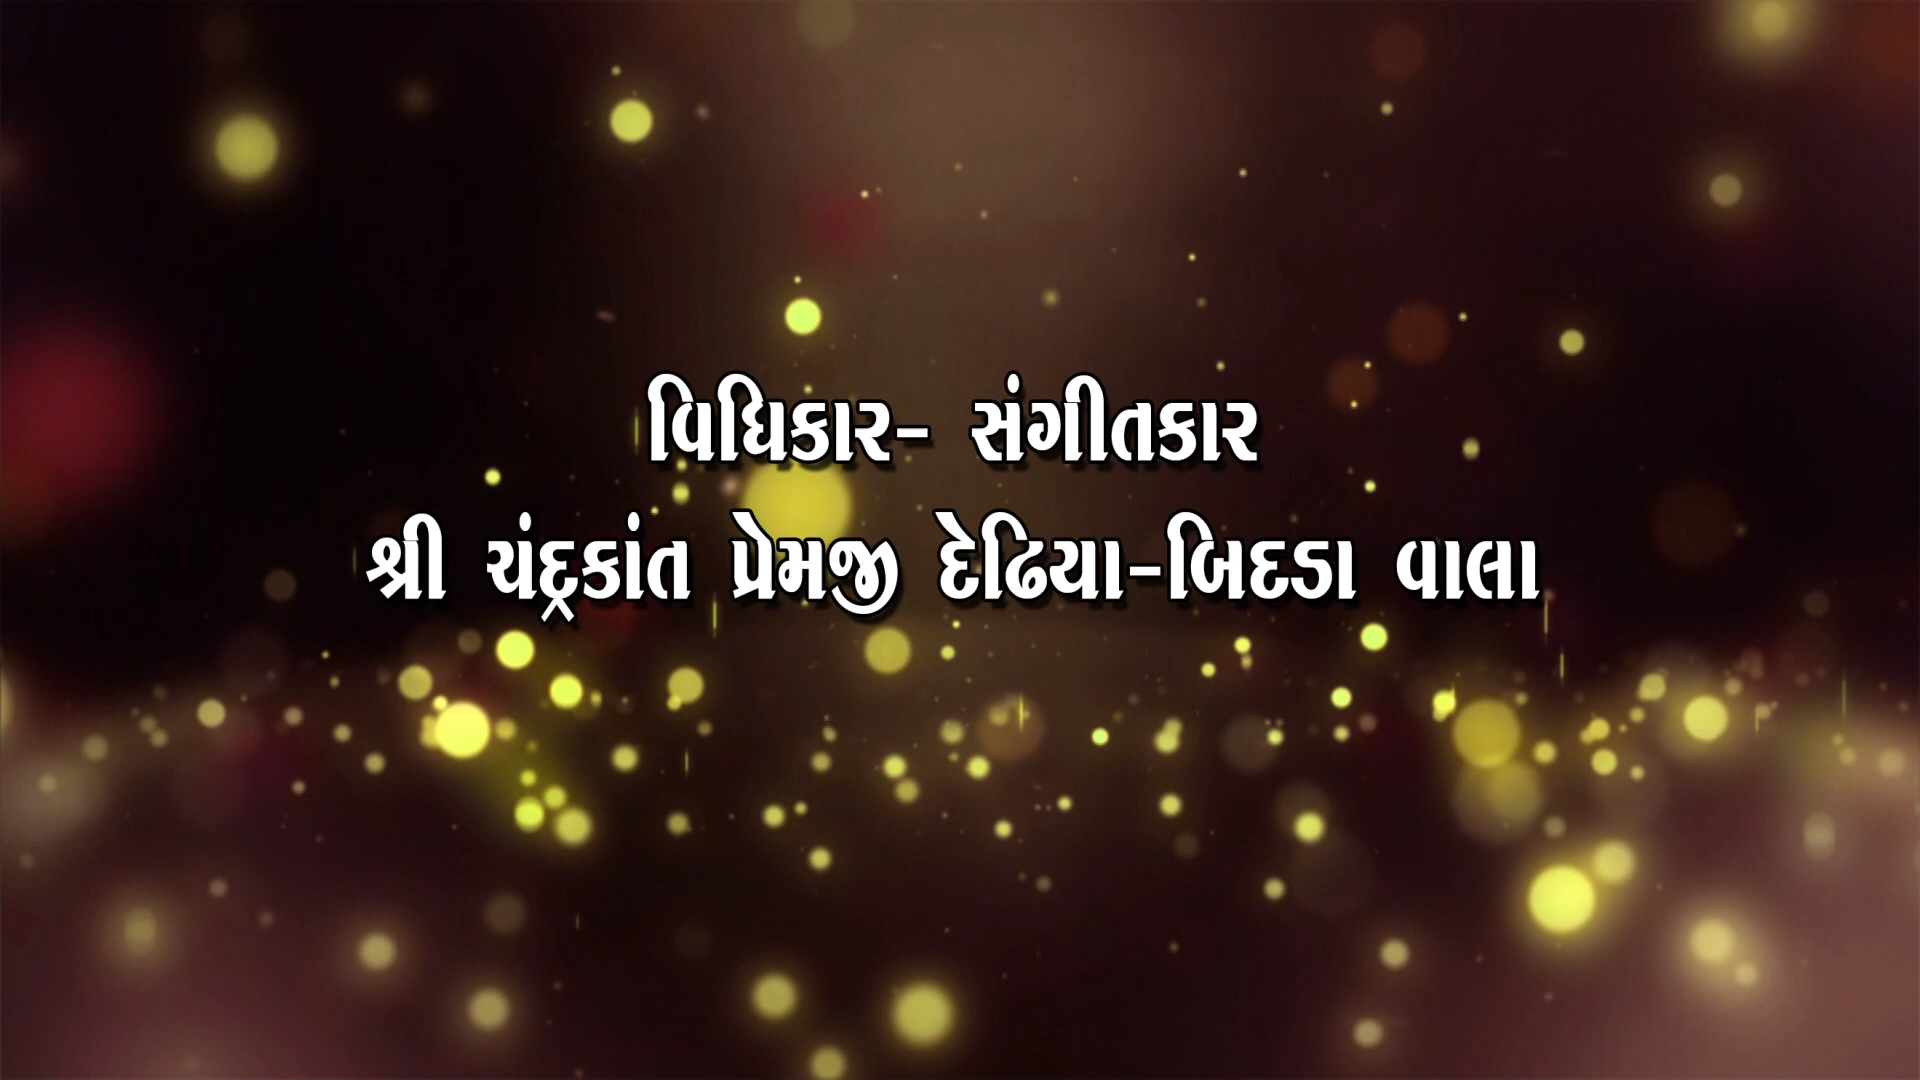 વિધિકાર- સંગીતકાર
શ્રી ચંદ્રકાંત પ્રેમજી દેઢિયા-બિદડા વાલા